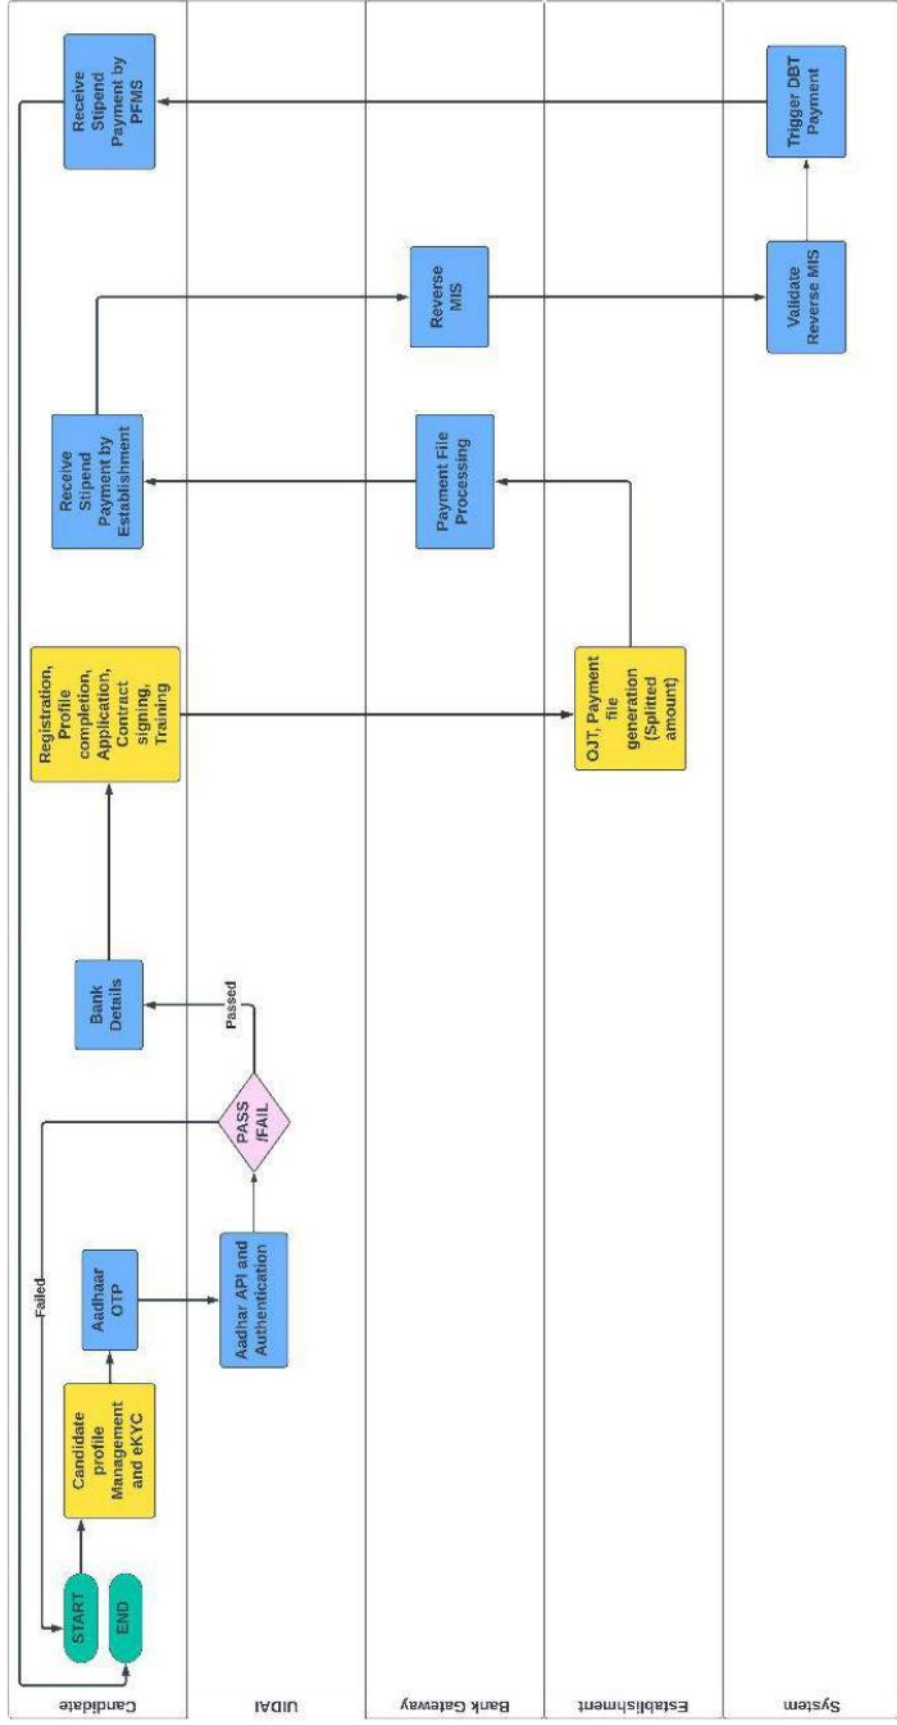 Candidate
START
END
Candidate
profile
Management
and eKYC
Aadhaar
OTP
Failed
Bank
Details
Registration,
Profile
completion,
Application,
Contract
signing,
Training
Receive
Stipend
Payment by
Establishment
Receive
Stipend
Payment by
PFMS
UIDAI
Aadhar API and
Authentication
PASS
/FAIL
Passed
Bank Gateway
Payment File
Processing
Reverse
MIS
Establishment
OJT, Payment
file
generation
(Splitted
amount)
System
Validate
Reverse MIS
Trigger DBT
Payment